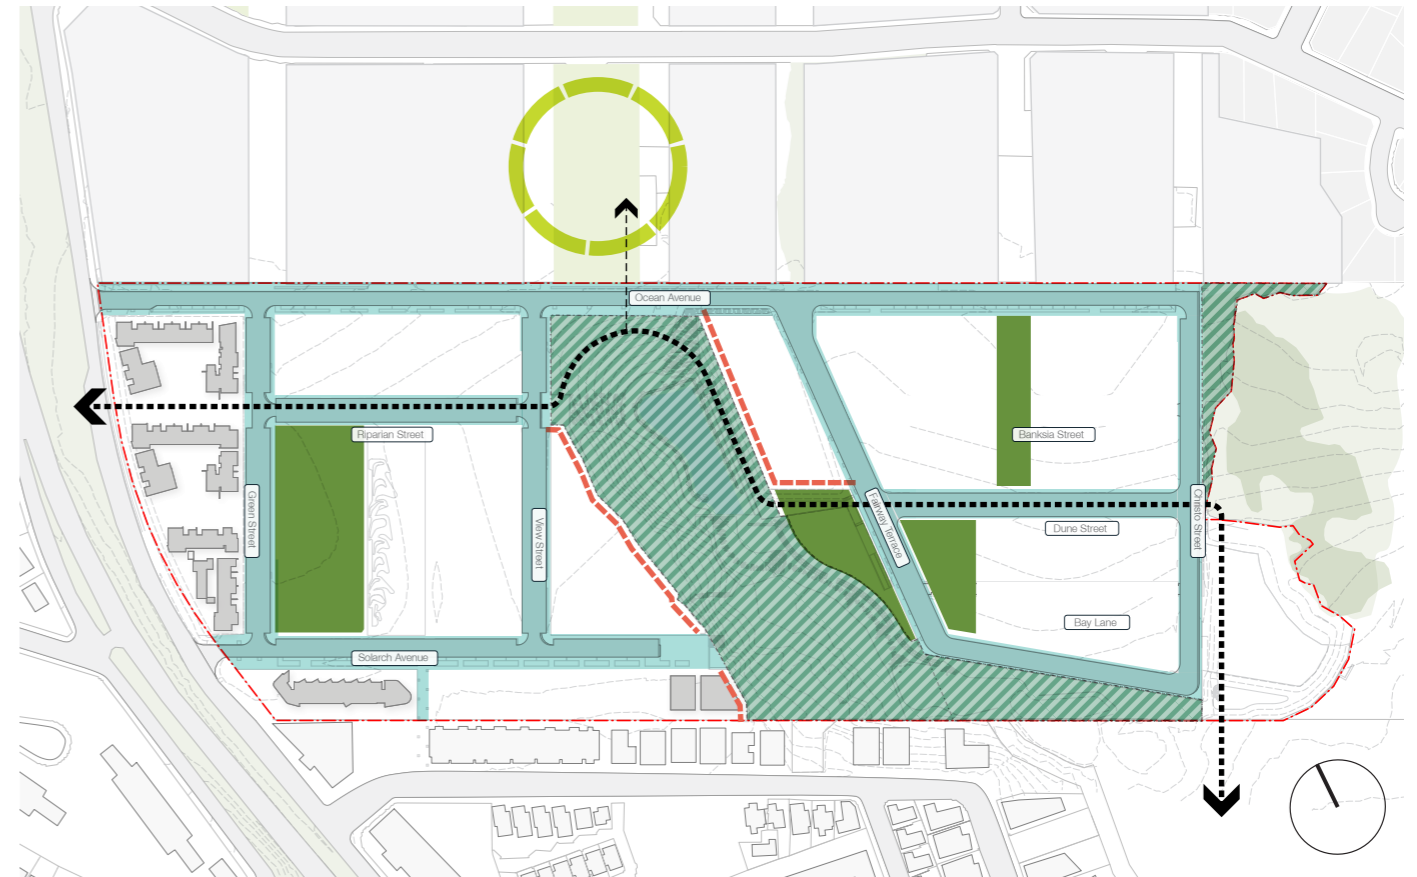 Ocean Avenue
Riparian Street
Banksia Street
Green Street
View Street
Fairway Terrace
Christo Street
Dune Street
Bay Lane
Solarch Avenue